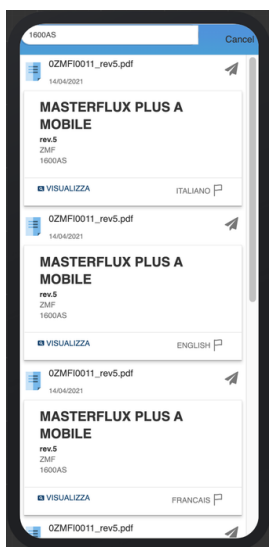 1600AS
Cancel
0ZMFI0011_rev5.pdf
14/04/2021
MASTERFLUX PLUS A
MOBILE
rev.5
ZMF
1600AS
VISUALIZZA
ITALIANO
0ZMFI0011_rev5.pdf
14/04/2021
MASTERFLUX PLUS A
MOBILE
rev.5
ZMF
1600AS
VISUALIZZA
ENGLISH
0ZMFI0011_rev5.pdf
14/04/2021
MASTERFLUX PLUS A
MOBILE
rev.5
ZMF
1600AS
VISUALIZZA
FRANCAIS
0ZMFI0011_rev5.pdf